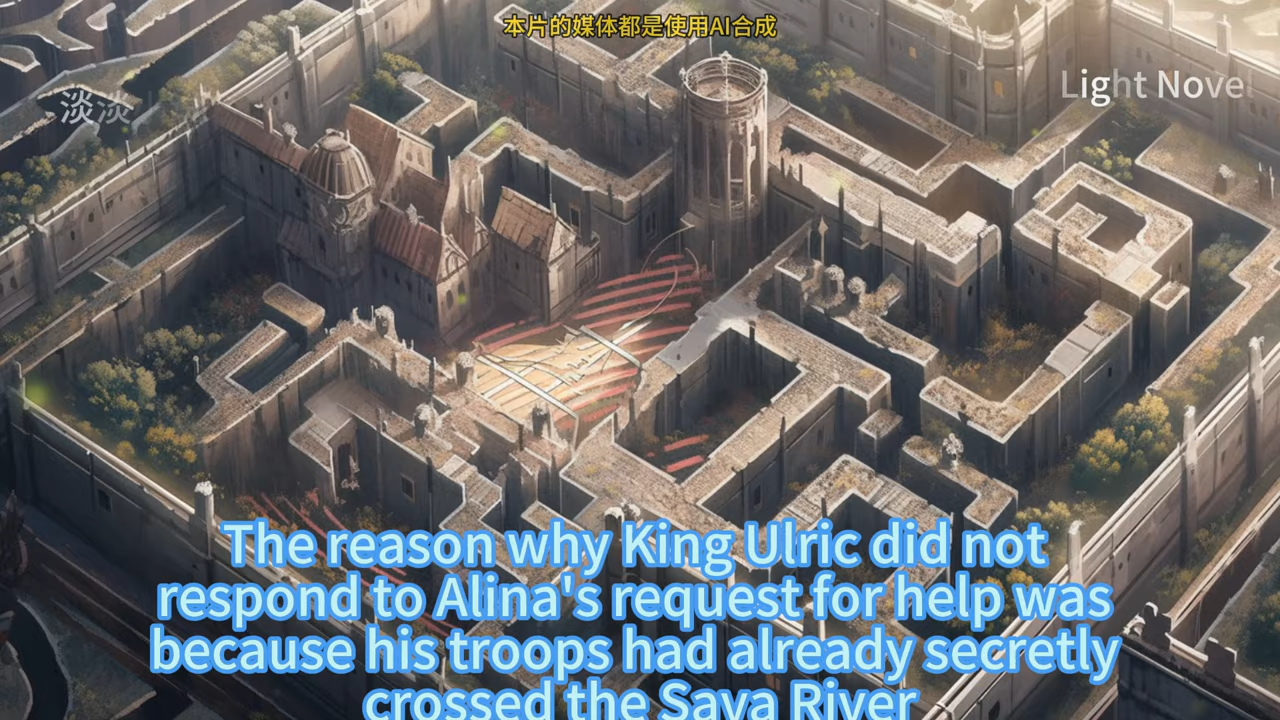 本片的媒体都是使用AI合成
淡淡
Light Novel
The reason why King Ulric did not
respond to Alina's request for help was
because his troops had already secretly
crossed the Sava River